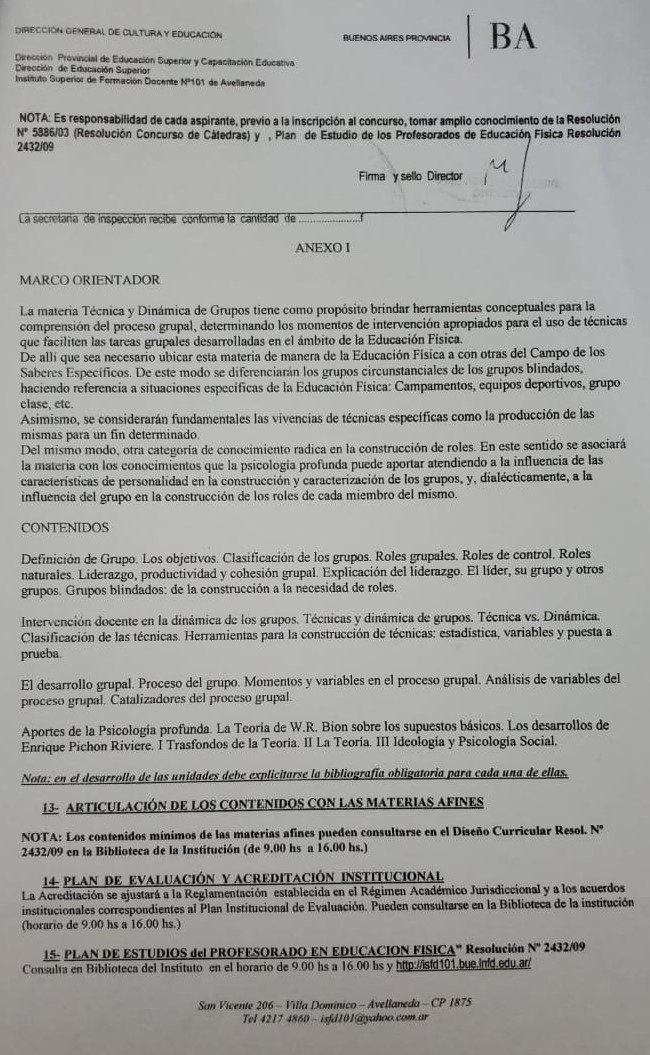 DIRECCIÓN GENERAL DE CULTURA Y EDUCACIÓN
BUENOS AIRES PROVINCIA
BA
Dirección Provincial de Educación Superior y Capacitación Educativa
Dirección de Educación Superior
Instituto Superior de Formación Docente Nº101 de Avellaneda
NOTA: Es responsabilidad de cada aspirante, previo a la inscripción al concurso, tomar amplio conocimiento de la Resolución
Nº 5886/03 (Resolución Concurso de Cátedras) y , Plan de Estudio de los Profesorados de Educación Fisica Resolución
2432/09
Firma y sello Director
La secretaria de inspección recibe conforme la cantidad de ......................f
ANEXO I
MARCO ORIENTADOR
La materia Técnica y Dinámica de Grupos tiene como propósito brindar herramientas conceptuales para la
comprensión del proceso grupal, determinando los momentos de intervención apropiados para el uso de técnicas
que faciliten las tareas grupales desarrolladas en el ámbito de la Educación Física.
De allí que sea necesario ubicar esta materia de manera de la Educación Física a con otras del Campo de los
Saberes Específicos. De este modo se diferenciarán los grupos circunstanciales de los grupos blindados,
haciendo referencia a situaciones específicas de la Educación Física: Campamentos, equipos deportivos, grupo
clase, etc.
Asimismo, se considerarán fundamentales las vivencias de técnicas específicas como la producción de las
mismas para un fin determinado.
Del mismo modo, otra categoría de conocimiento radica en la construcción de roles. En este sentido se asociará
la materia con los conocimientos que la psicología profunda puede aportar atendiendo a la influencia de las
características de personalidad en la construcción y caracterización de los grupos, y, dialécticamente, a la
influencia del grupo en la construcción de los roles de cada miembro del mismo.
CONTENIDOS
Definición de Grupo. Los objetivos. Clasificación de los grupos. Roles grupales. Roles de control. Roles
naturales. Liderazgo, productividad y cohesión grupal. Explicación del liderazgo. El líder, su grupo y otros
grupos. Grupos blindados: de la construcción a la necesidad de roles.
Intervención docente en la dinámica de los grupos. Técnicas y dinámica de grupos. Técnica vs. Dinámica.
Clasificación de las técnicas. Herramientas para la construcción de técnicas: estadística, variables y puesta a
prueba.
El desarrollo grupal. Proceso del grupo. Momentos y variables en el proceso grupal. Análisis de variables del
proceso grupal. Catalizadores del proceso grupal.
Aportes de la Psicología profunda. La Teoría de W.R. Bion sobre los supuestos básicos. Los desarrollos de
Enrique Pichon Riviere. I Trasfondos de la Teoría. II La Teoría. III Ideología y Psicología Social.
Nota: en el desarrollo de las unidades debe explicitarse la bibliografía obligatoria para cada una de ellas.
13- ARTICULACIÓN DE LOS CONTENIDOS CON LAS MATERIAS AFINES
NOTA: Los contenidos mínimos de las materias afines pueden consultarse en el Diseño Curricular Resol. Nº
2432/09 en la Biblioteca de la Institución (de 9.00 hs a 16.00 hs.)
14- PLAN DE EVALUACIÓN Y ACREDITACIÓN INSTITUCIONAL
La Acreditación se ajustará a la Reglamentación establecida en el Régimen Académico Jurisdiccional y a los acuerdos
institucionales correspondientes al Plan Institucional de Evaluación. Pueden consultarse en la Biblioteca de la institución
(horario de 9.00 hs a 16.00 hs.)
15- PLAN DE ESTUDIOS del PROFESORADO EN EDUCACION FISICA" Resolución Nº 2432/09
Consulta en Biblioteca del Instituto en el horario de 9.00 hs a 16.00 hs y http://isfd101.bue.infd.edu.ar/
San Vicente 206 – Villa Domínico – Avellaneda – CP 1875
Tel 4217 4860 – isfd101@yahoo.com.ar